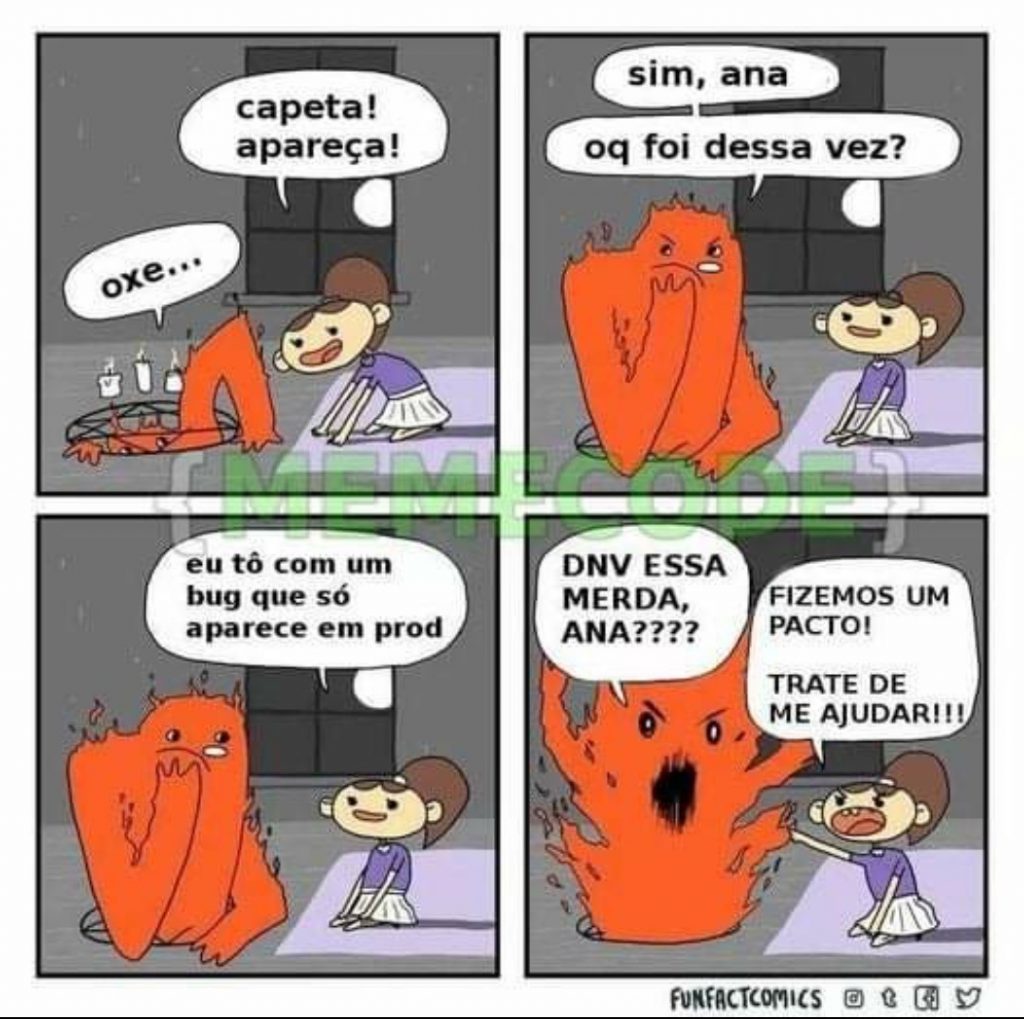 capeta!
apareça!
oxe...
sim, ana
oq foi dessa vez?
{MEMECODE}
eu tô com um
bug que só
aparece em prod
DNV ESSA
MERDA,
ANA????
FIZEMOS UM
PACTO!
TRATE DE
ME AJUDAR!!!
FUNFACTCOMICS